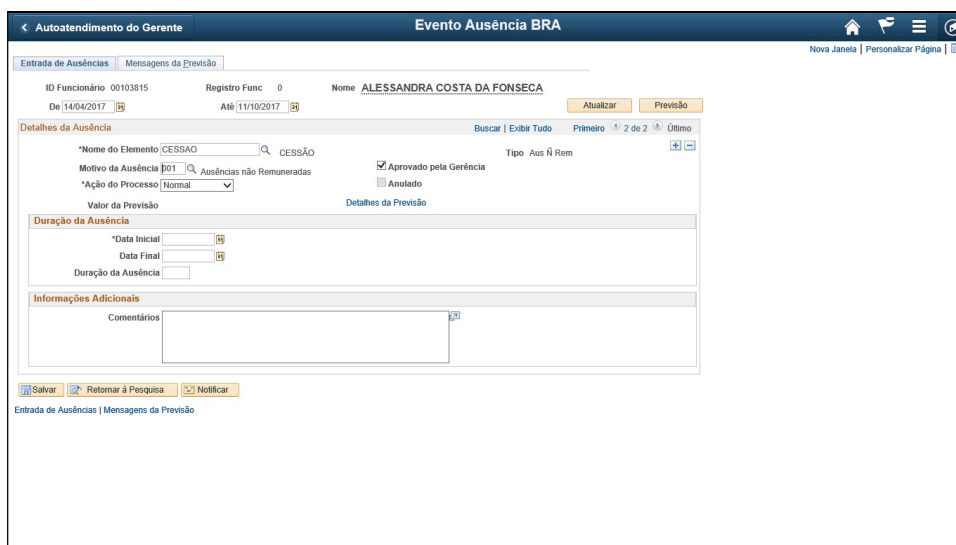 Autoatendimento do Gerente Evento Ausência BRA
Nova Janela | Personalizar Página |
Entrada de Ausências Mensagens da Previsão
ID Funcionário 00103815 Registro Func 0 Nome ALESSANDRA COSTA DA FONSECA
De 14/04/2017 Até 11/10/2017 Atualizar Previsão
Detalhes da Ausência Buscar | Exibir Tudo Primeiro 2 de 2 Último
*Nome do Elemento CESSAO CESSÃO Tipo Aus Ñ Rem
Motivo da Ausência 001 Ausências não Remuneradas Aprovado pela Gerência
*Ação do Processo Normal Anulado
Valor da Previsão Detalhes da Previsão
Duração da Ausência
*Data Inicial
Data Final
Duração da Ausência
Informações Adicionais
Comentários
Salvar Retornar à Pesquisa Notificar
Entrada de Ausências | Mensagens da Previsão